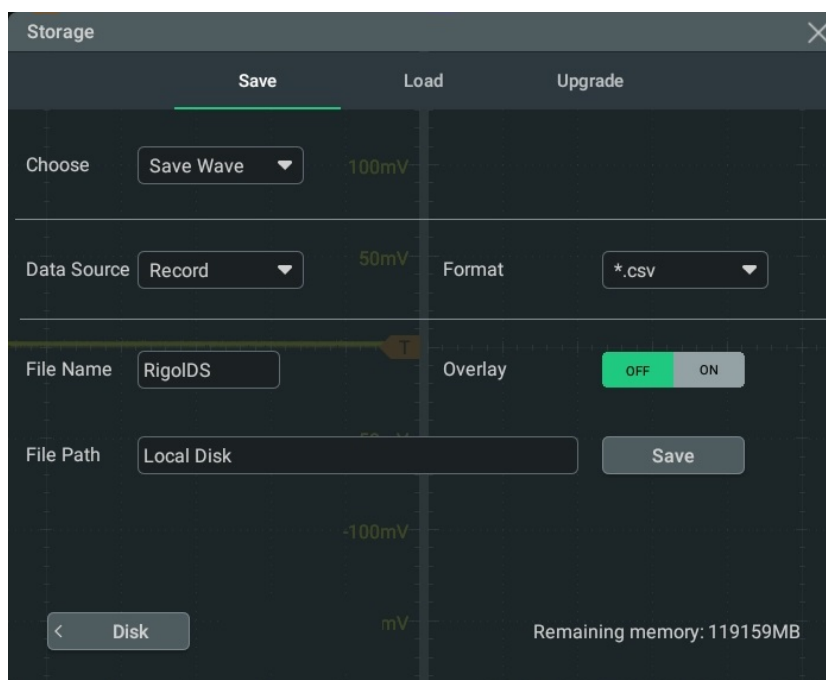 Storage
Save Load Upgrade
Choose Save Wave 100mV
Data Source Record 50mV Format *.csv
T
File Name RigolDS Overlay OFF ON
File Path Local Disk Save
-100mV
< Disk mV Remaining memory: 119159MB